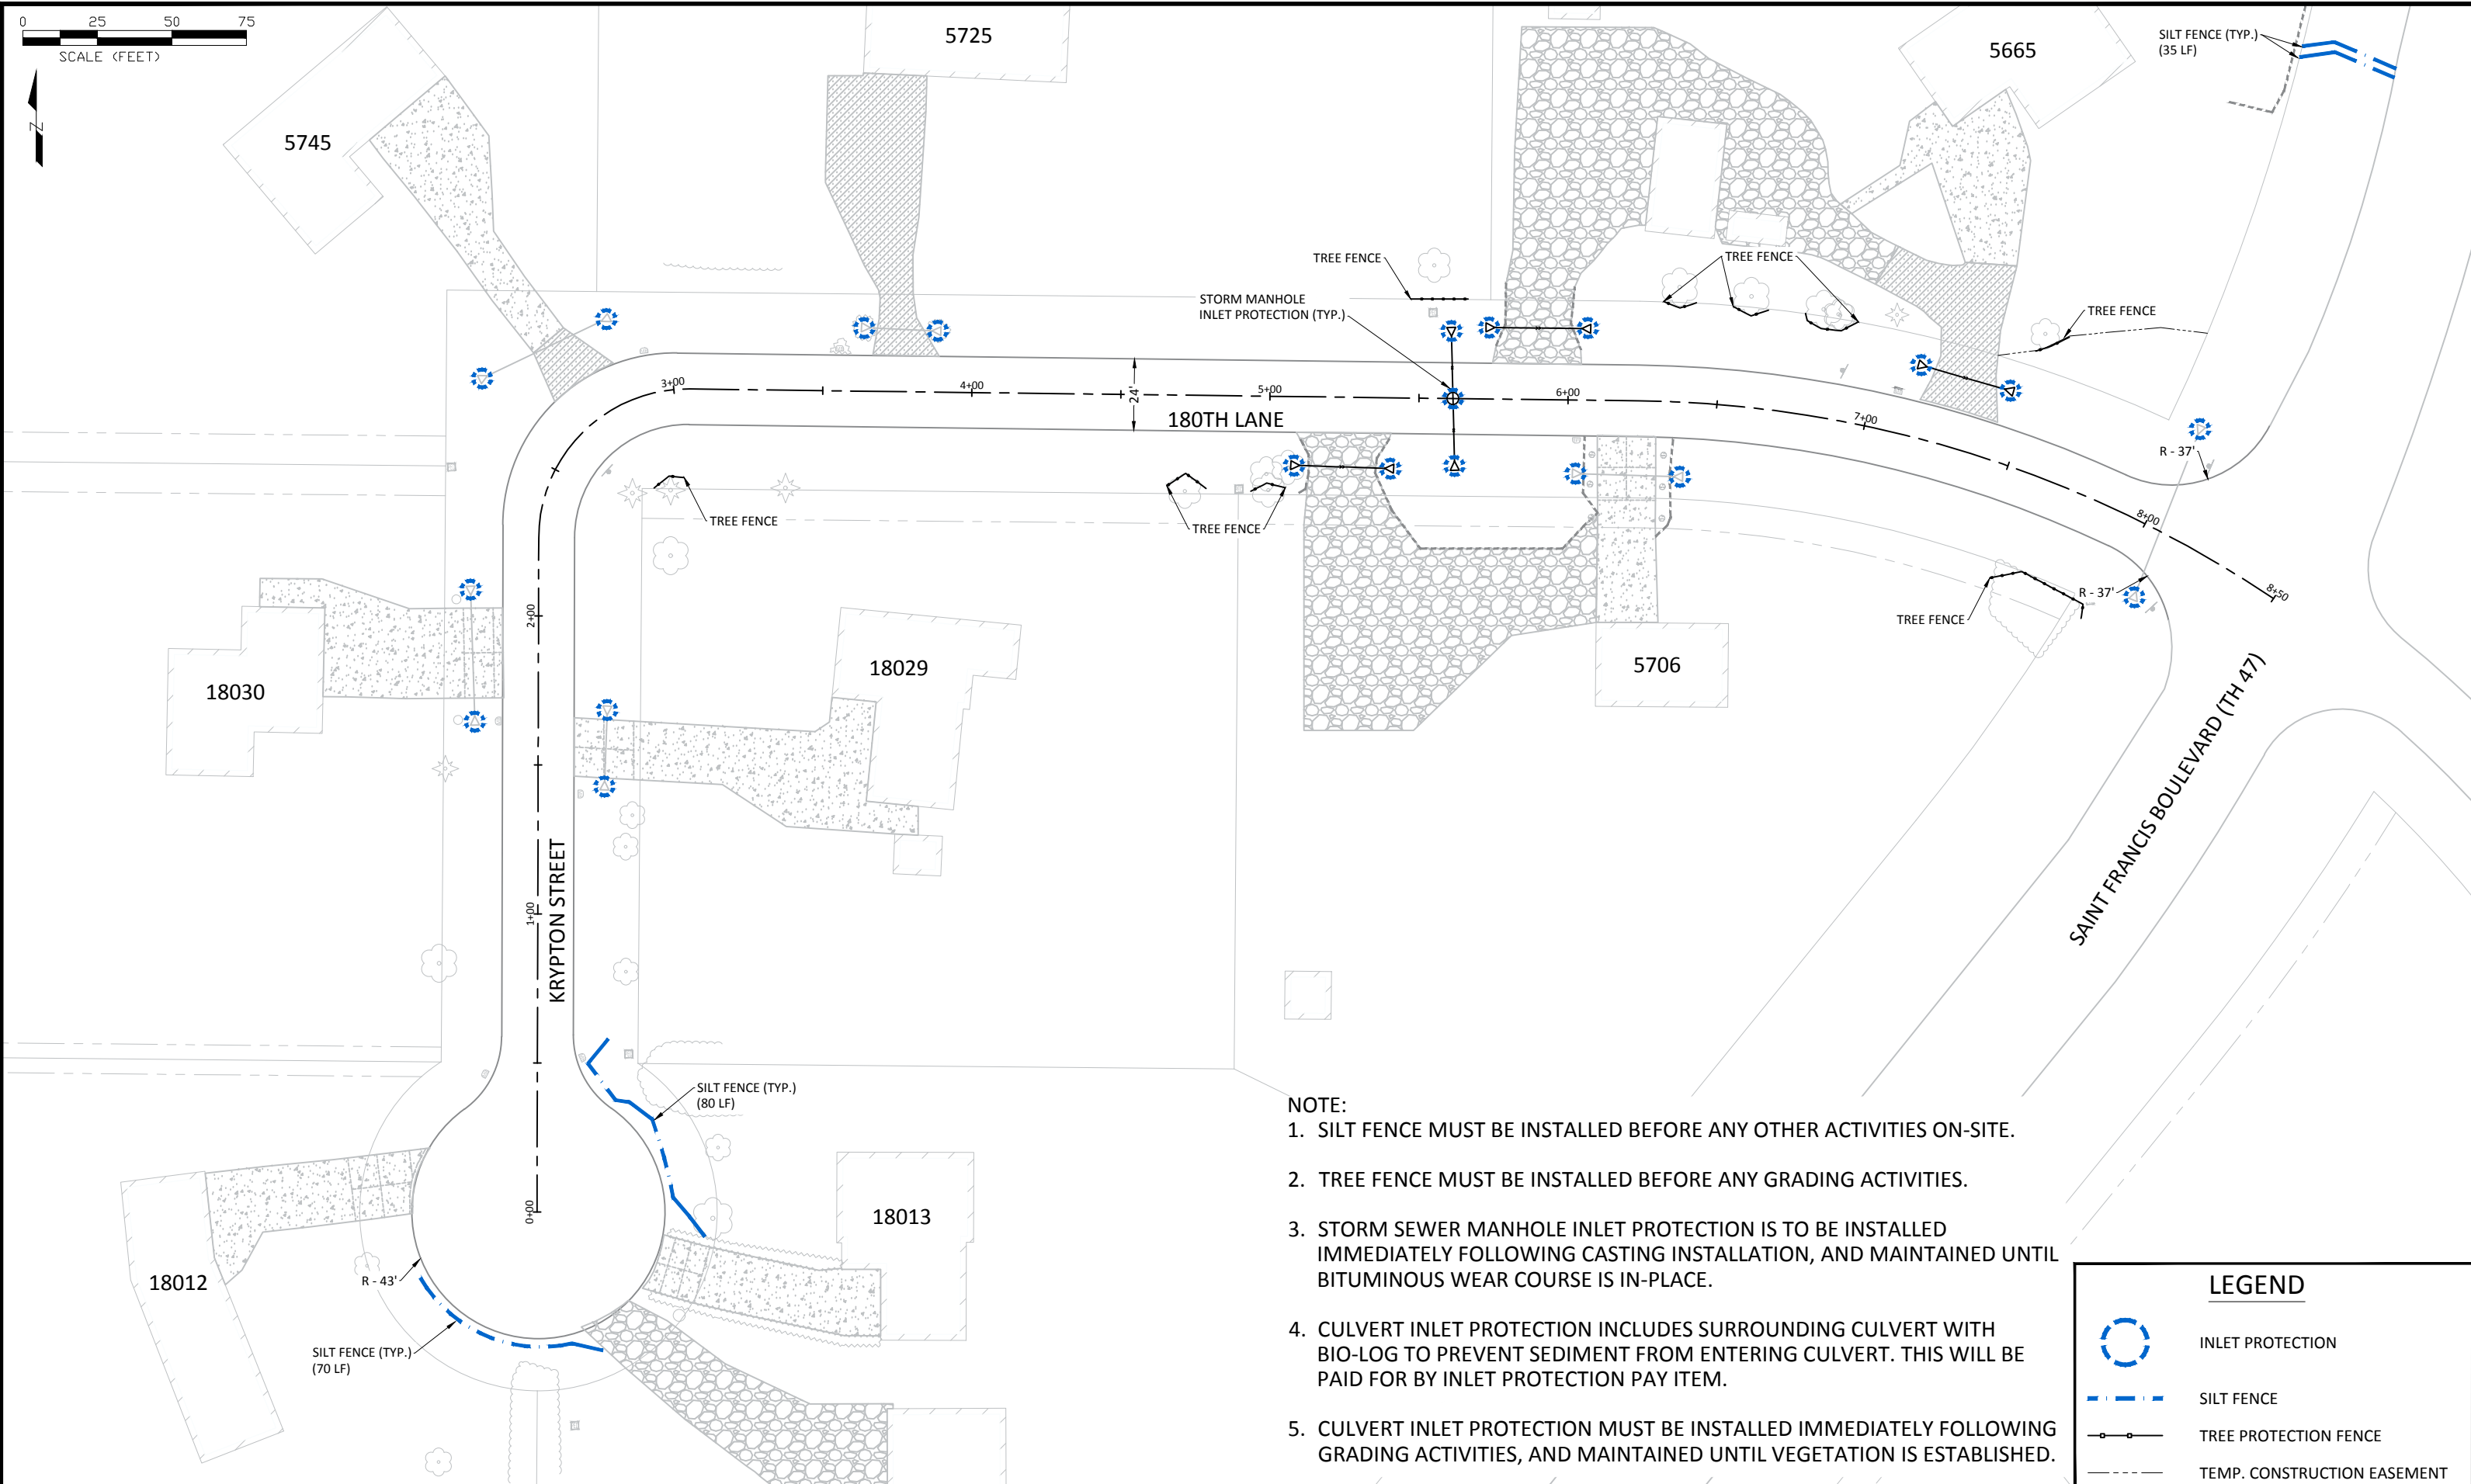 0 25 50 75
SCALE (FEET)
N
5725
5665
SILT FENCE (TYP.)
(35 LF)
5745
TREE FENCE
TREE FENCE
STORM MANHOLE
INLET PROTECTION (TYP.)
TREE FENCE
3+00
4+00
5+00
6+00
7+00
8+00
8+50
24'
180TH LANE
R - 37'
TREE FENCE
TREE FENCE
R - 37'
TREE FENCE
2+00
18030
18029
5706
SAINT FRANCIS BOULEVARD (TH 47)
1+00
KRYPTON STREET
SILT FENCE (TYP.)
(80 LF)
0+00
18013
18012
R - 43'
SILT FENCE (TYP.)
(70 LF)
NOTE:
1. SILT FENCE MUST BE INSTALLED BEFORE ANY OTHER ACTIVITIES ON-SITE.
2. TREE FENCE MUST BE INSTALLED BEFORE ANY GRADING ACTIVITIES.
3. STORM SEWER MANHOLE INLET PROTECTION IS TO BE INSTALLED
IMMEDIATELY FOLLOWING CASTING INSTALLATION, AND MAINTAINED UNTIL
BITUMINOUS WEAR COURSE IS IN-PLACE.
4. CULVERT INLET PROTECTION INCLUDES SURROUNDING CULVERT WITH
BIO-LOG TO PREVENT SEDIMENT FROM ENTERING CULVERT. THIS WILL BE
PAID FOR BY INLET PROTECTION PAY ITEM.
5. CULVERT INLET PROTECTION MUST BE INSTALLED IMMEDIATELY FOLLOWING
GRADING ACTIVITIES, AND MAINTAINED UNTIL VEGETATION IS ESTABLISHED.
LEGEND
INLET PROTECTION
SILT FENCE
TREE PROTECTION FENCE
TEMP. CONSTRUCTION EASEMENT